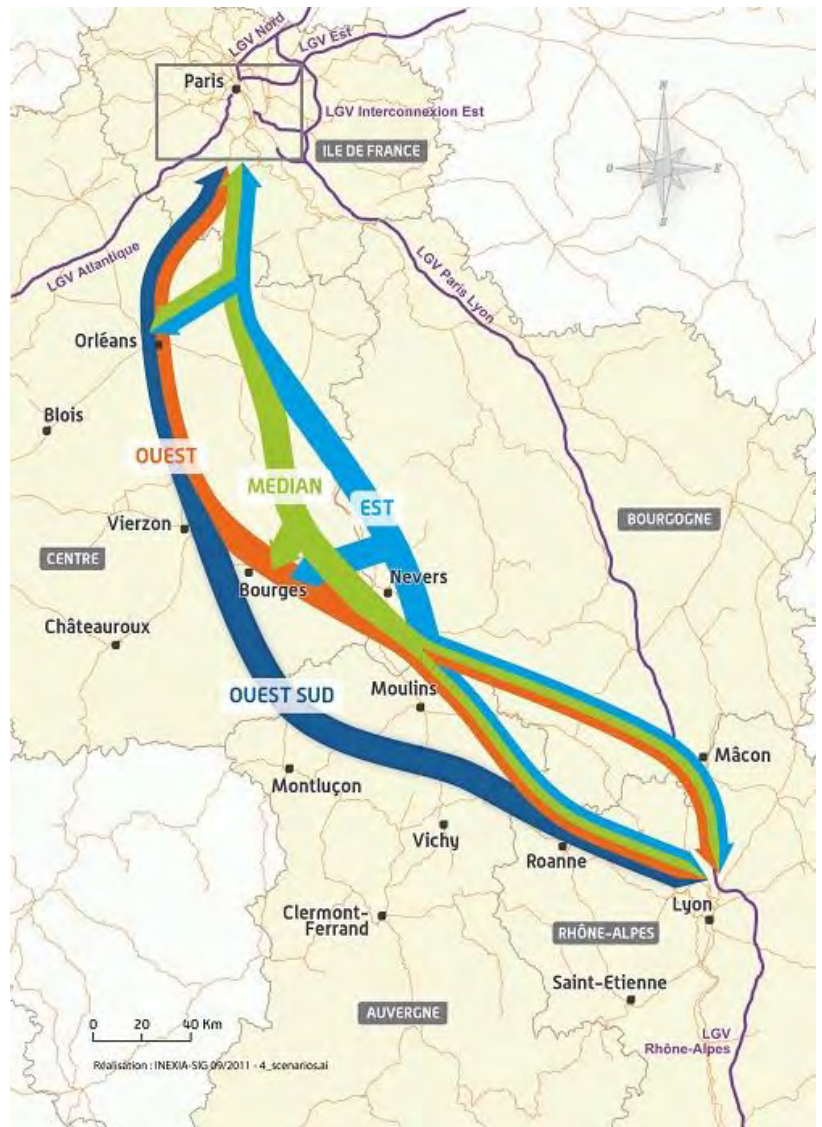 LGV Nord
LGV Est
Paris
LGV Interconnexion Est
ILE DE FRANCE
N
O
E
S
LGV Atlantique
LGV Paris Lyon
Orléans
Blois
OUEST
MEDIAN
EST
Vierzon
BOURGOGNE
CENTRE
Bourges
Nevers
Châteauroux
OUEST SUD
Moulins
Mâcon
Montluçon
Vichy
Roanne
Lyon
Clermont-
Ferrand
RHÔNE-ALPES
Saint-Etienne
AUVERGNE
0 20 40 Km
LGV
Rhône-Alpes
Réalisation : INEXIA-SIG 09/2011 - 4_scenarios.ai